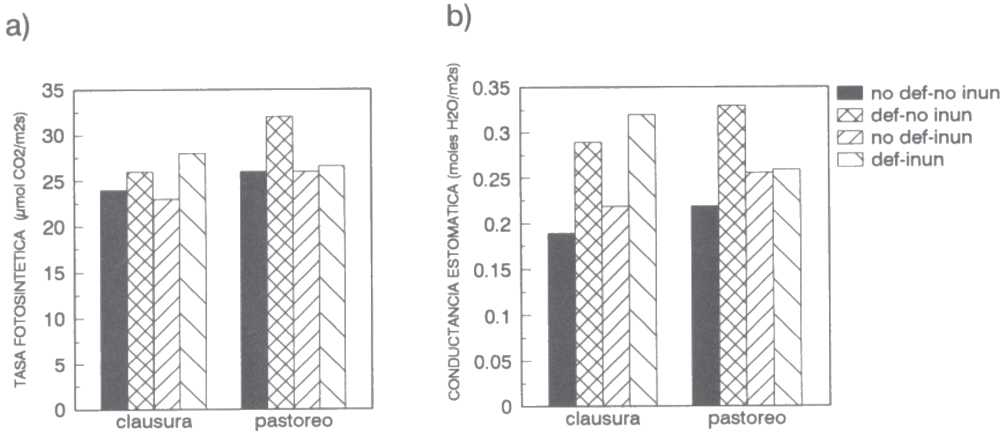 a)
TASA FOTOSINTETICA (µmol CO2/m2s)
35
30
25
20
15
10
5
0
clausura
pastoreo
b)
CONDUCTANCIA ESTOMATICA (moles H2O/m2s)
0.35
0.3
0.25
0.2
0.15
0.1
0.05
0
clausura
pastoreo
no def-no inun
def-no inun
no def-inun
def-inun